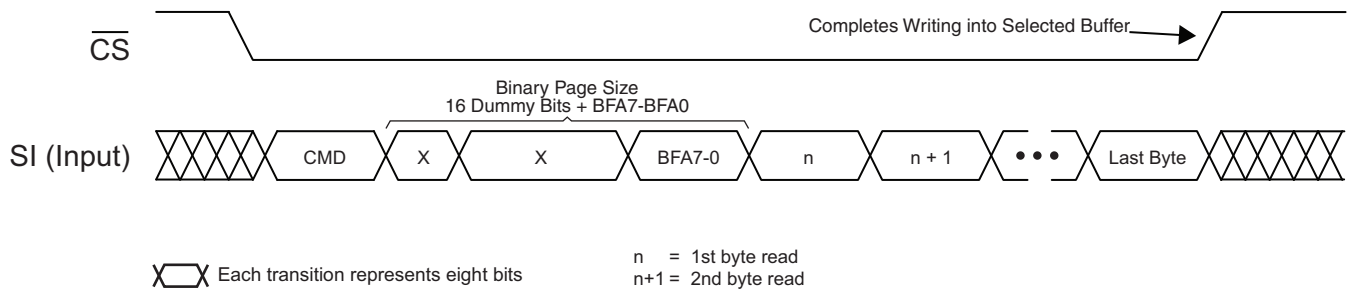 Completes Writing into Selected Buffer
CS
Binary Page Size
16 Dummy Bits + BFA7-BFA0
SI (Input)
CMD
X
X
BFA7-0
n
n + 1
•••
Last Byte
Each transition represents eight bits
n = 1st byte read
n+1 = 2nd byte read